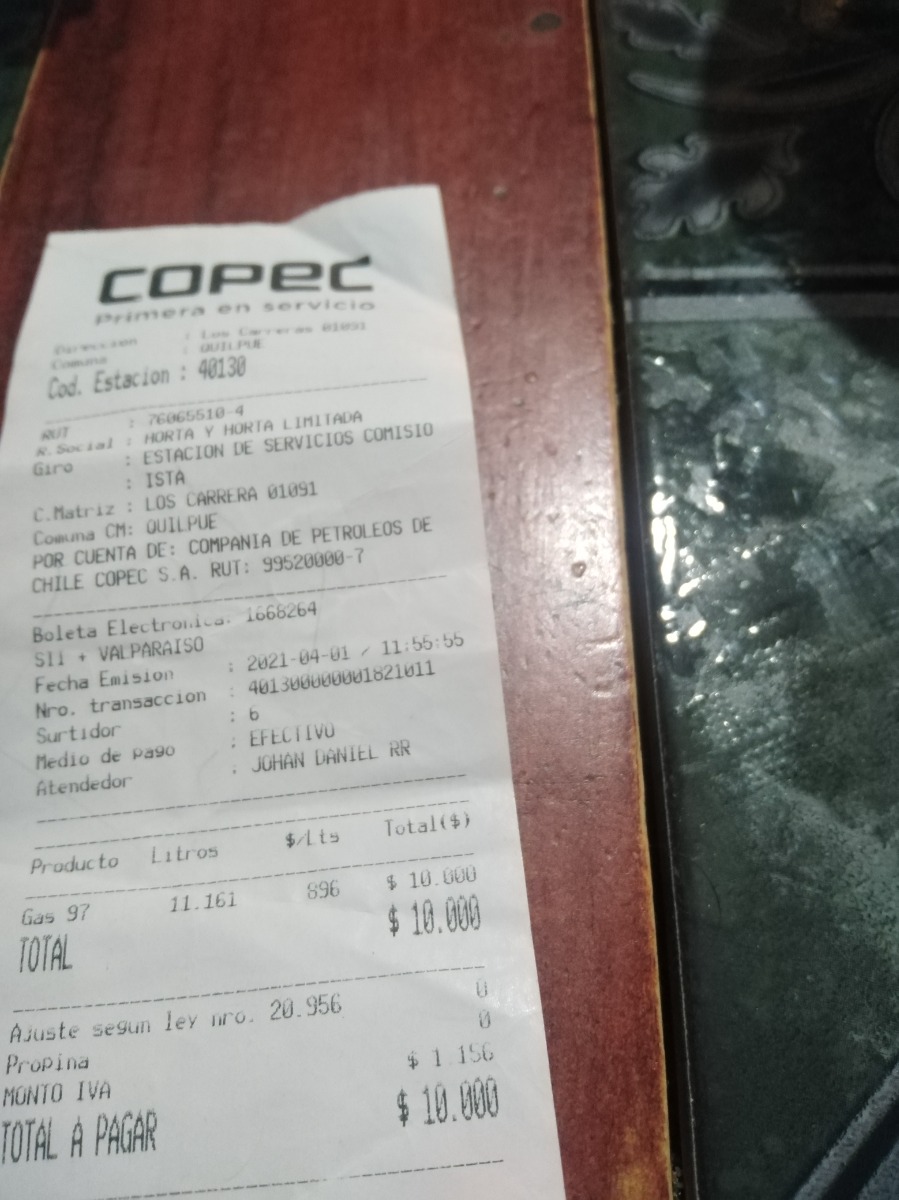 COPEC
Primera en servicio
Direccion : Los Carreras 01091
Comuna : QUILPUE
Cod. Estacion : 40130
RUT : 76065510-4
R.Social : HORTA Y HORTA LIMITADA
Giro : ESTACION DE SERVICIOS COMISIO
: ISTA
C.Matriz : LOS CARRERA 01091
Comuna CM: QUILPUE
POR CUENTA DE: COMPANIA DE PETROLEOS DE
CHILE COPEC S.A. RUT: 99520000-7
Boleta Electronica: 1668264
SII + VALPARAISO
Fecha Emision : 2021-04-01 / 11:55:55
Nro. transaccion : 401300000001821011
Surtidor : 6
Medio de pago : EFECTIVO
Atendedor : JOHAN DANIEL RR
Producto Litros $/Lts Total($)
Gas 97 11.161 896 $ 10.000
TOTAL $ 10.000
Ajuste segun ley nro. 20.956 0
Propina 0
MONTO IVA $ 1.156
TOTAL A PAGAR $ 10.000